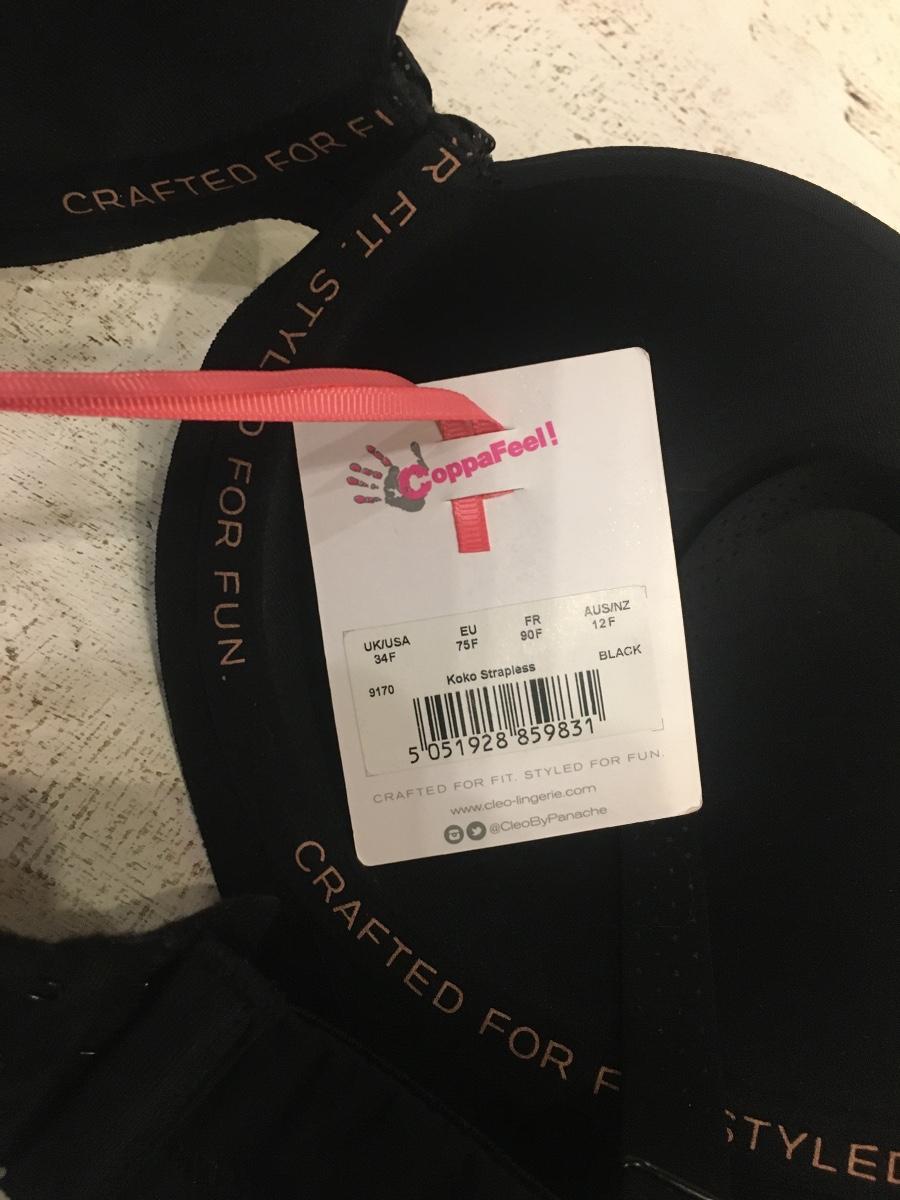 CRAFTED FOR FI
R FIT. STYLED FOR FUN.
CoppaFeel!
UK/USA EU FR AUS/NZ
34F 75F 90F 12F
Koko Strapless BLACK
9170
5 051928 859831
CRAFTED FOR FIT. STYLED FOR FUN.
www.cleo-lingerie.com
@CleoByPanache
CRAFTED FOR F
STYLED